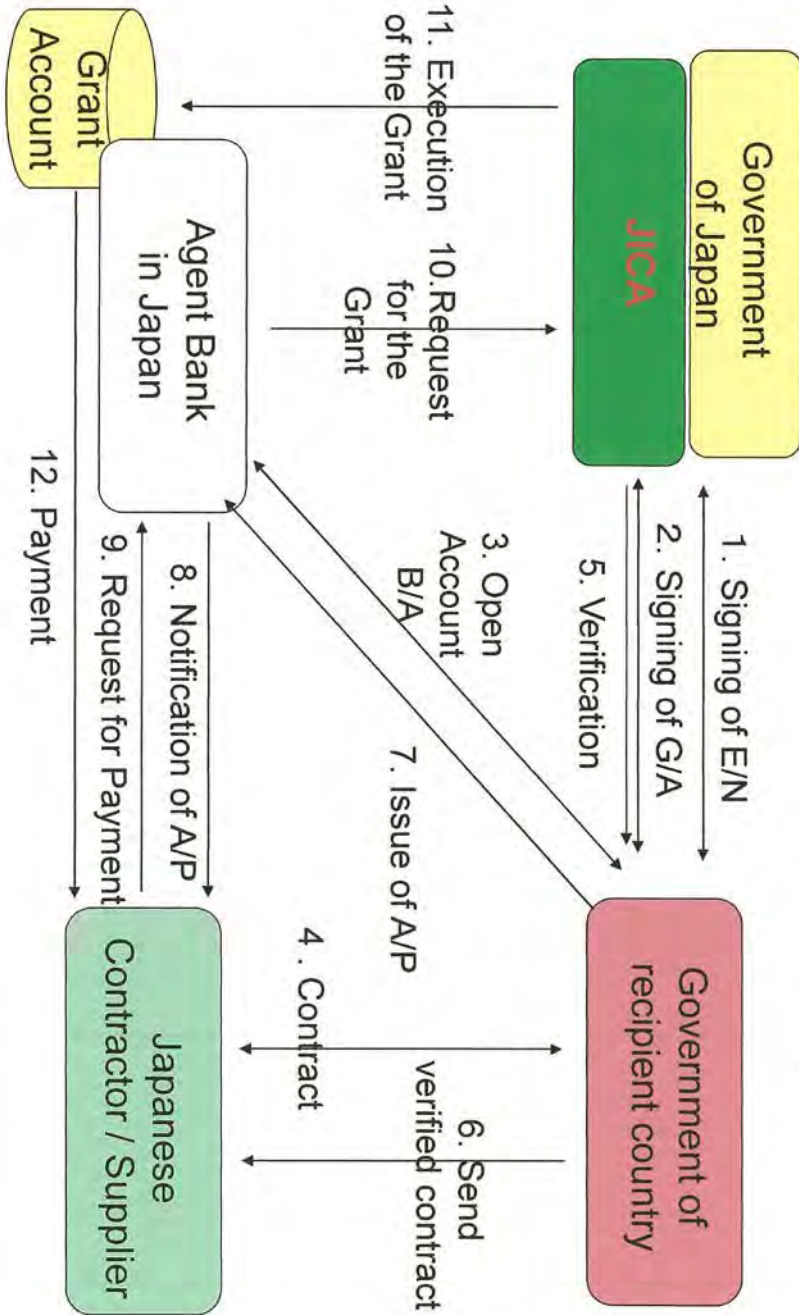 Government
of Japan
JICA
1. Signing of E/N
2. Signing of G/A
5. Verification
Government of
recipient country
11. Execution
of the Grant
10.Request
for the
Grant
3. Open
Account
B/A
7. Issue of A/P
4 . Contract
6. Send
verified contract
Grant
Account
Agent Bank
in Japan
8. Notification of A/P
9. Request for Payment
12. Payment
Japanese
Contractor / Supplier